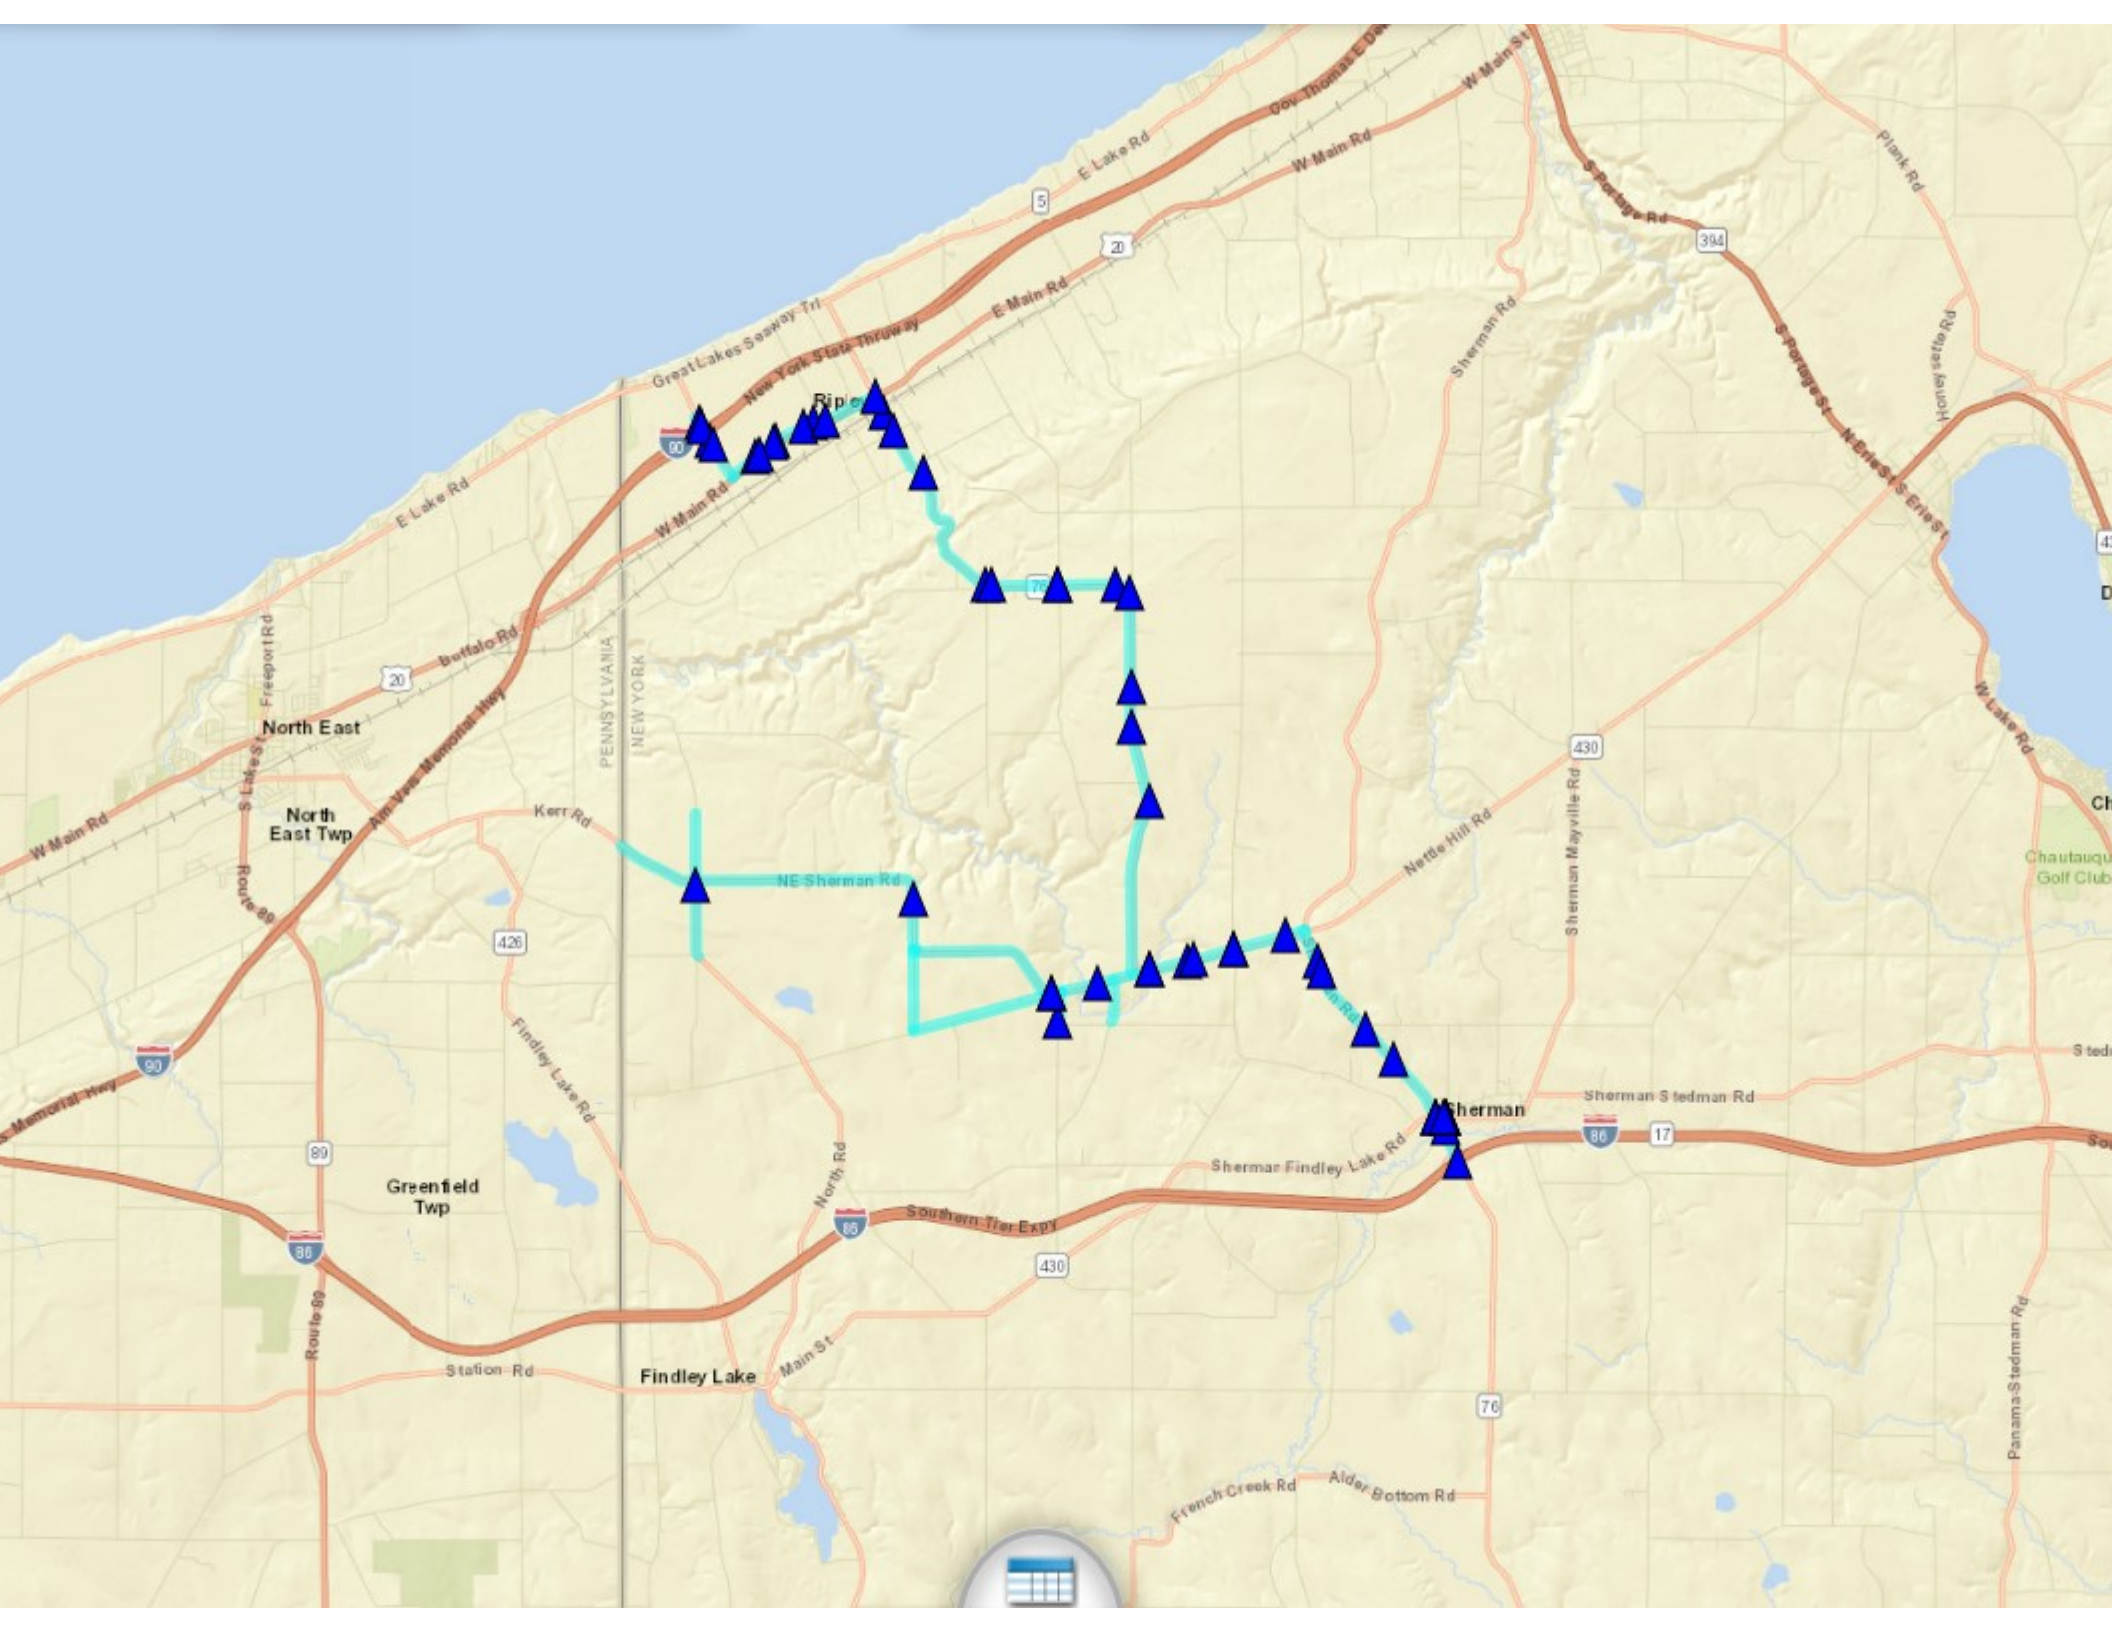 Gov Thomas E De
W Main St
E Lake Rd
W Main Rd
Plank Rd
5
S Portage Rd
20
394
E Main Rd
Great Lakes Seaway Trl
New York State Thruway
Sherman Rd
Honeysette Rd
S Portage St
90
E Lake Rd
W Main Rd
N Erie St
S Erie St
76
Freeport Rd
Buffalo Rd
20
PENNSYLVANIA
NEW YORK
North East
Am Vets Memorial Hwy
S Lake St
W Lake Rd
430
North
East Twp
Kerr Rd
W Main Rd
Nettle Hill Rd
Sherman Mayville Rd
Chautauqu
Golf Club
Route 89
NE Sherman Rd
426
Findley Lake Rd
90
s Memorial Hwy
Sherman
Sherman Stedman Rd
86
17
89
Sherman Findley Lake Rd
North Rd
Greenfield
Twp
86
Southern Tier Expy
86
430
Route 89
Station Rd
Findley Lake
Main St
76
Panama-Stedman Rd
French Creek Rd
Alder Bottom Rd